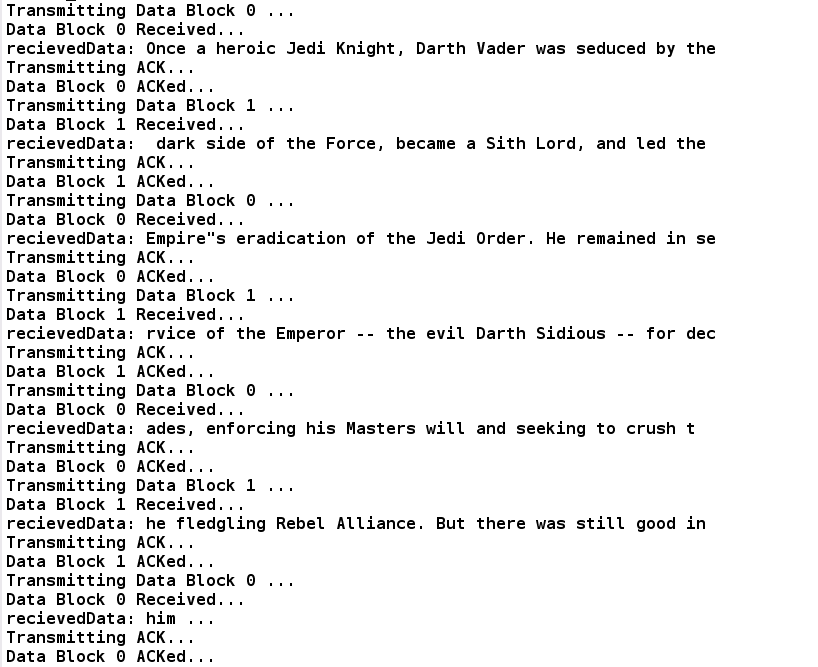 Transmitting Data Block 0 ...
Data Block 0 Received...
recievedData: Once a heroic Jedi Knight, Darth Vader was seduced by the
Transmitting ACK...
Data Block 0 ACKed...
Transmitting Data Block 1 ...
Data Block 1 Received...
recievedData:  dark side of the Force, became a Sith Lord, and led the
Transmitting ACK...
Data Block 1 ACKed...
Transmitting Data Block 0 ...
Data Block 0 Received...
recievedData: Empire"s eradication of the Jedi Order. He remained in se
Transmitting ACK...
Data Block 0 ACKed...
Transmitting Data Block 1 ...
Data Block 1 Received...
recievedData: rvice of the Emperor -- the evil Darth Sidious -- for dec
Transmitting ACK...
Data Block 1 ACKed...
Transmitting Data Block 0 ...
Data Block 0 Received...
recievedData: ades, enforcing his Masters will and seeking to crush t
Transmitting ACK...
Data Block 0 ACKed...
Transmitting Data Block 1 ...
Data Block 1 Received...
recievedData: he fledgling Rebel Alliance. But there was still good in
Transmitting ACK...
Data Block 1 ACKed...
Transmitting Data Block 0 ...
Data Block 0 Received...
recievedData: him ...
Transmitting ACK...
Data Block 0 ACKed...